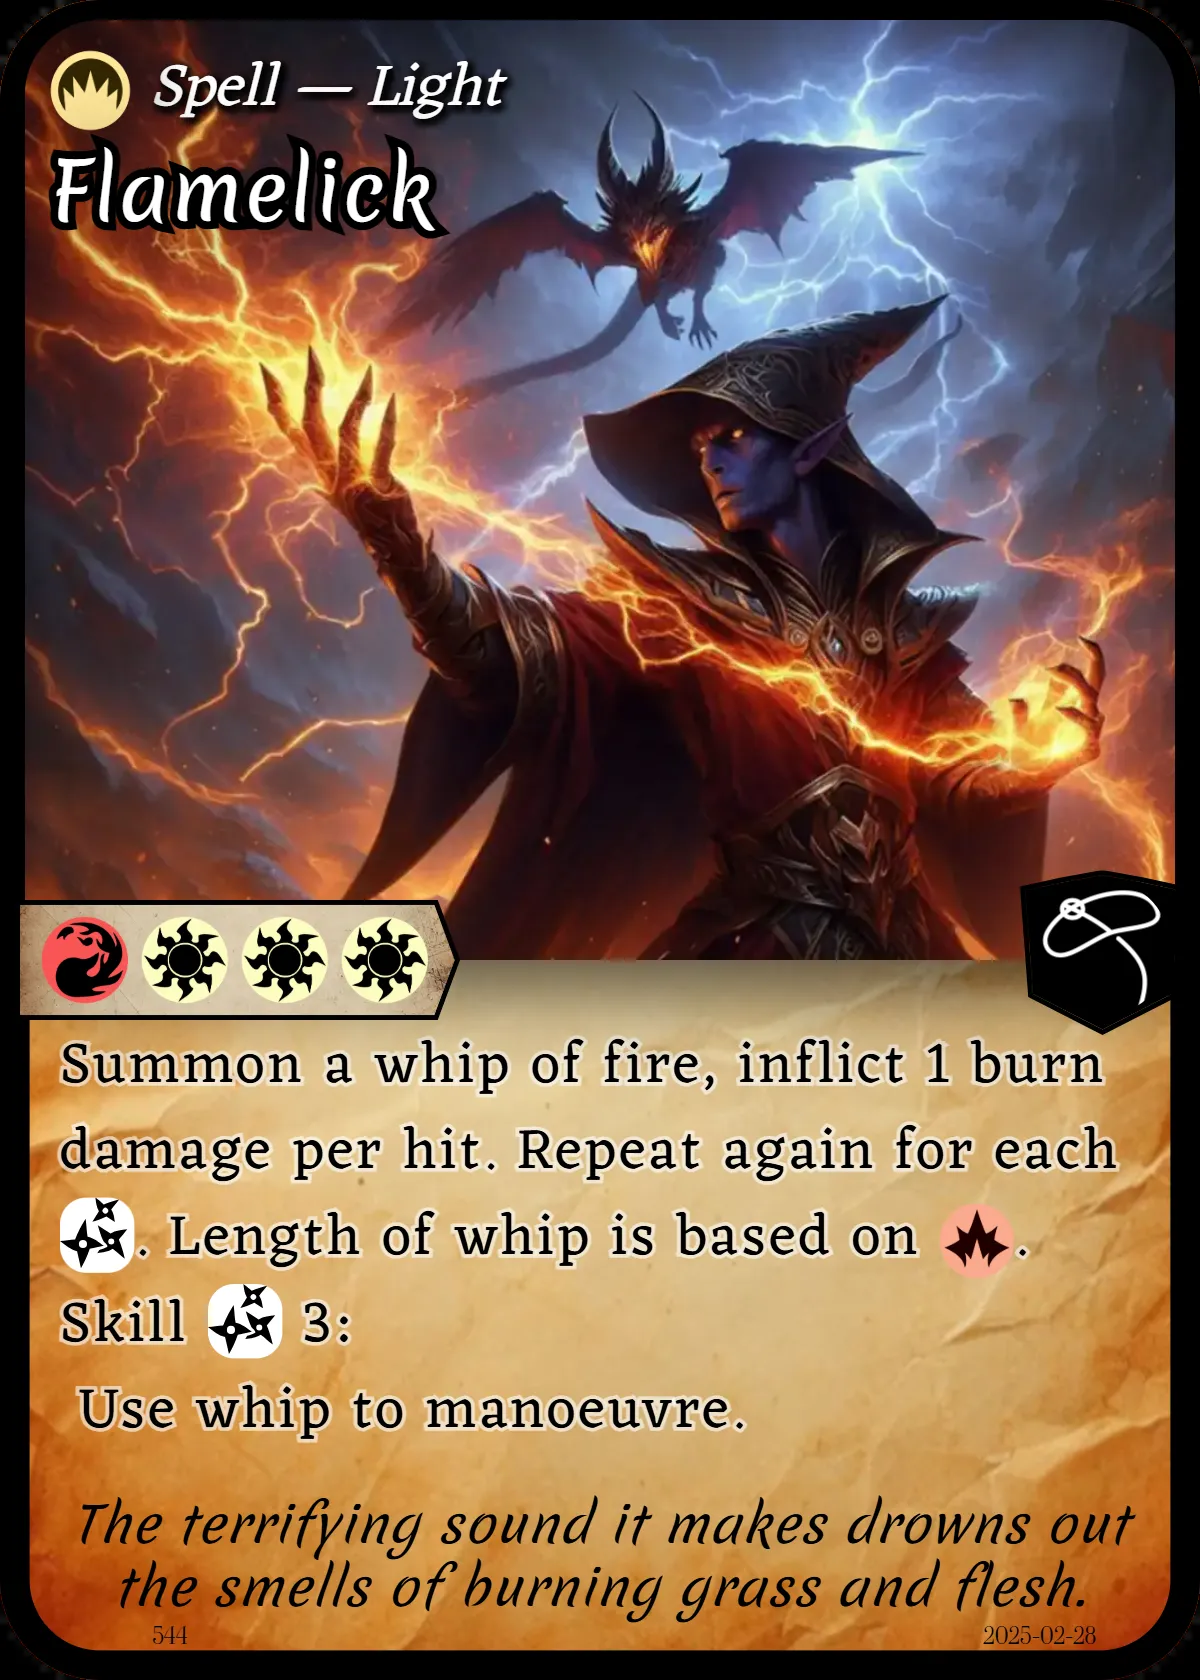 Spell — Light
Flamelick
Summon a whip of fire, inflict 1 burn
damage per hit. Repeat again for each
. Length of whip is based on .
Skill 3:
Use whip to manoeuvre.
The terrifying sound it makes drowns out
the smells of burning grass and flesh.
544
2025-02-28